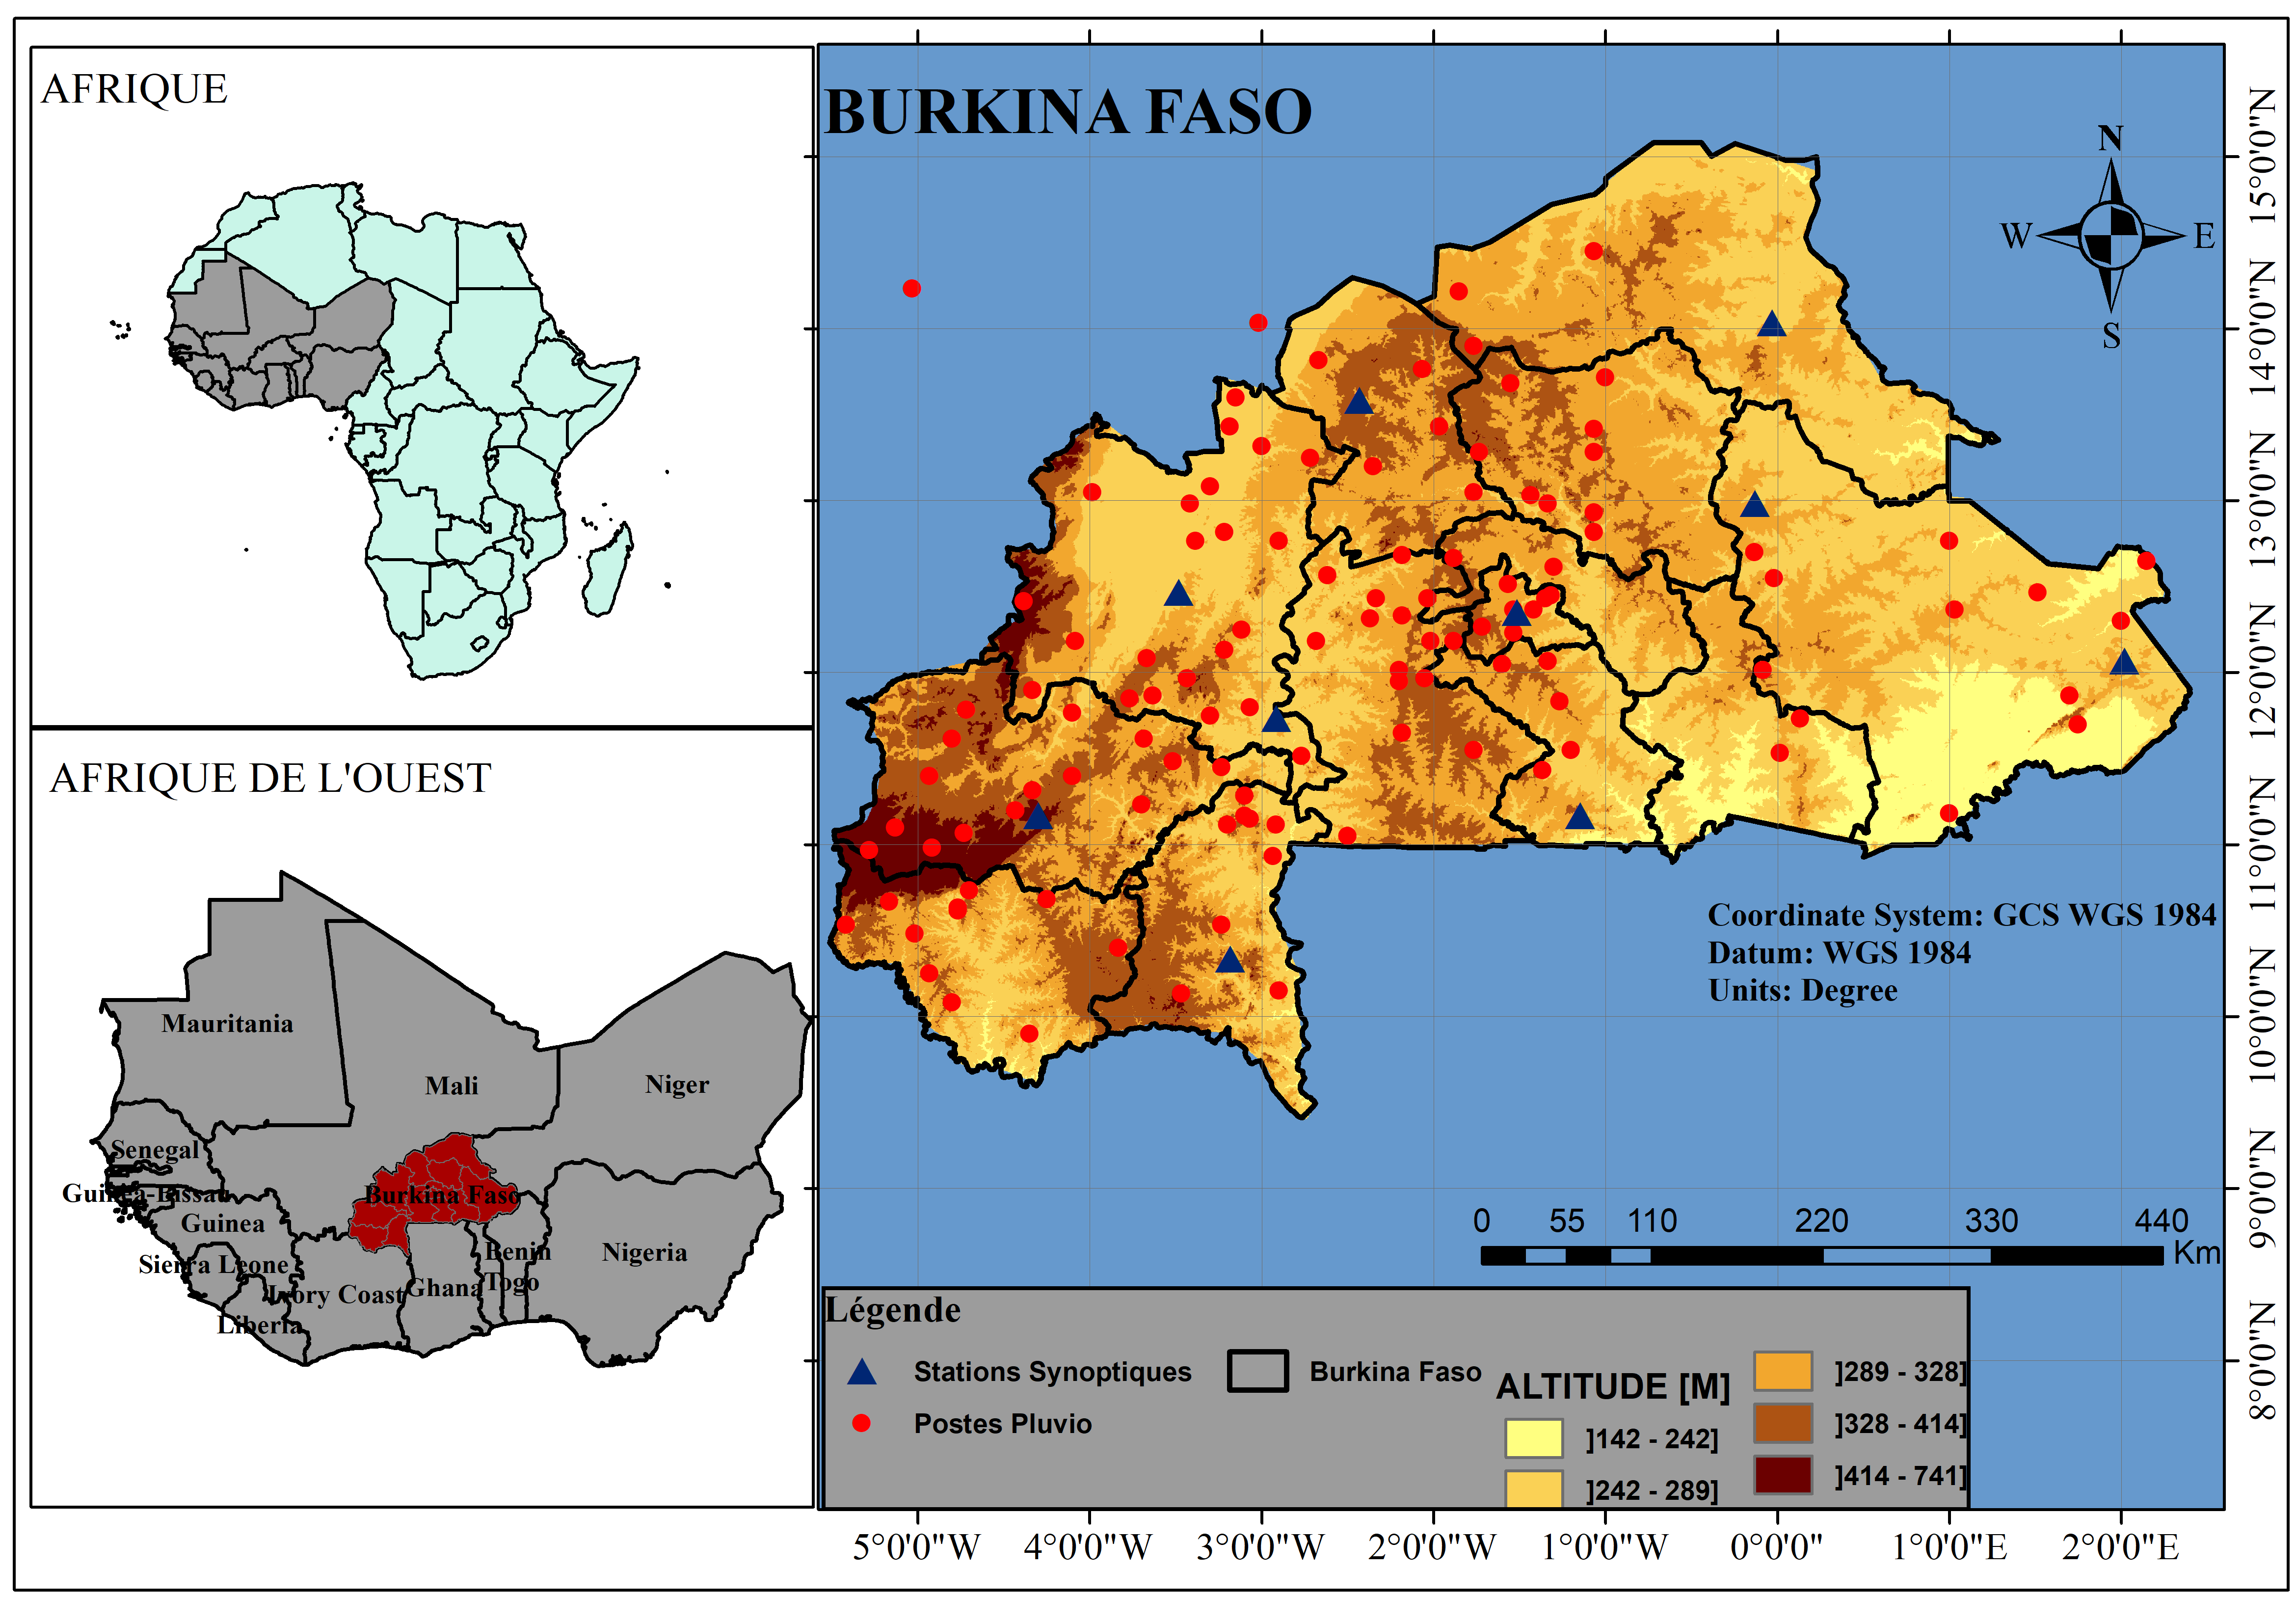 AFRIQUE
BURKINA FASO
N
W
E
S
15°0'0"N
14°0'0"N
13°0'0"N
12°0'0"N
11°0'0"N
10°0'0"N
9°0'0"N
8°0'0"N
AFRIQUE DE L'OUEST
Mauritania
Mali
Niger
Senegal
Guinea-Bissau
Burkina Faso
Guinea
Sierra Leone
Benin
Nigeria
Ivory Coast
Ghana
Togo
Liberia
Coordinate System: GCS WGS 1984
Datum: WGS 1984
Units: Degree
0 55 110 220 330 440
Km
Légende
Stations Synoptiques
Postes Pluvio
Burkina Faso
ALTITUDE [M]
]142 - 242]
]242 - 289]
]289 - 328]
]328 - 414]
]414 - 741]
5°0'0"W 4°0'0"W 3°0'0"W 2°0'0"W 1°0'0"W 0°0'0" 1°0'0"E 2°0'0"E